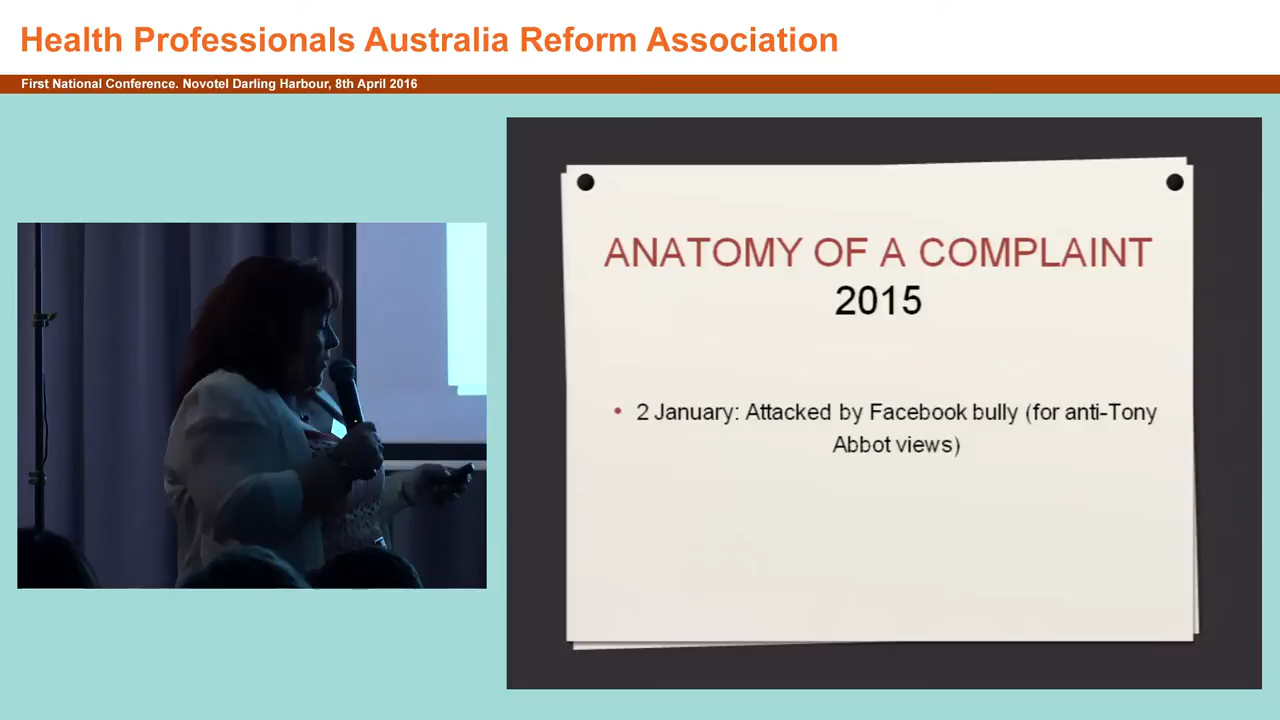 Health Professionals Australia Reform Association
First National Conference. Novotel Darling Harbour, 8th April 2016
ANATOMY OF A COMPLAINT
2015
• 2 January: Attacked by Facebook bully (for anti-Tony
Abbot views)